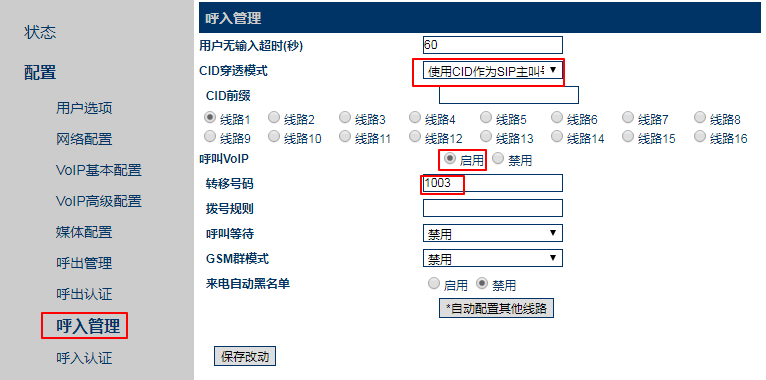 状态
配置
用户选项
网络配置
VoIP基本配置
VoIP高级配置
媒体配置
呼出管理
呼出认证
呼入管理
呼入认证
呼入管理
用户无输入超时(秒) 60
CID穿透模式 使用CID作为SIP主叫号
CID前缀
线路1 线路2 线路3 线路4 线路5 线路6 线路7 线路8
线路9 线路10 线路11 线路12 线路13 线路14 线路15 线路16
呼叫VoIP 启用 禁用
转移号码 1003
拨号规则
呼叫等待 禁用
GSM群模式 禁用
来电自动黑名单 启用 禁用
*自动配置其他线路
保存改动